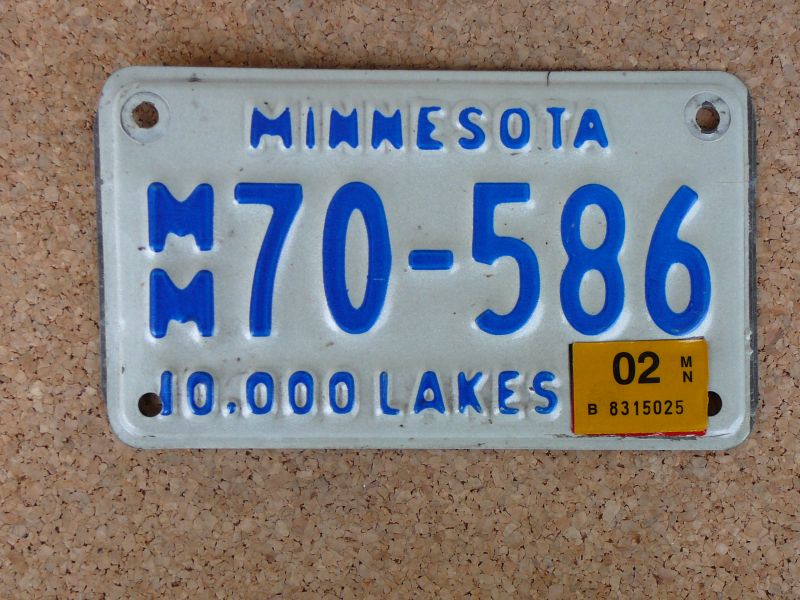 MINNESOTA
MM 70-586
10,000 LAKES
02 MN
B 8315025